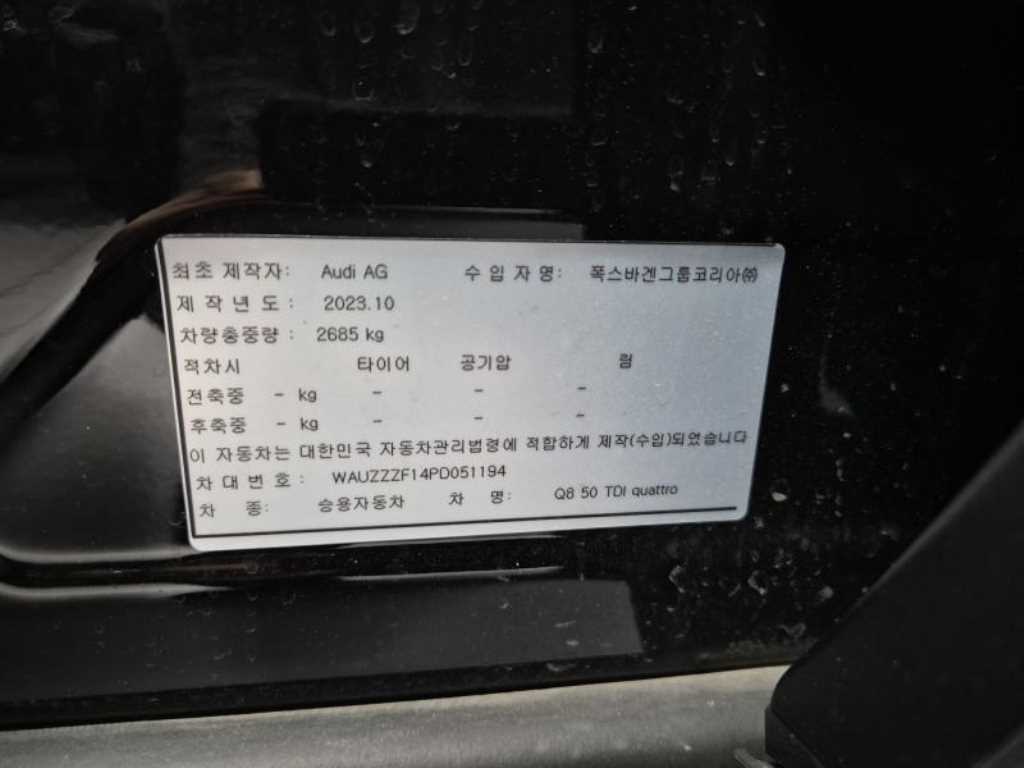 최초 제작자: Audi AG 수 입 자 명: 폭스바겐그룹코리아㈜
제 작 년 도 : 2023.10
차량총중량 : 2685 kg
적차시 타이어 공기압 림
전축중 - kg - - -
후축중 - kg - - -
이 자동차는 대한민국 자동차관리법령에 적합하게 제작(수입)되였습니다
차 대 번 호 : WAUZZZF14PD051194
차 종: 승용자동차 차 명: Q8 50 TDI quattro